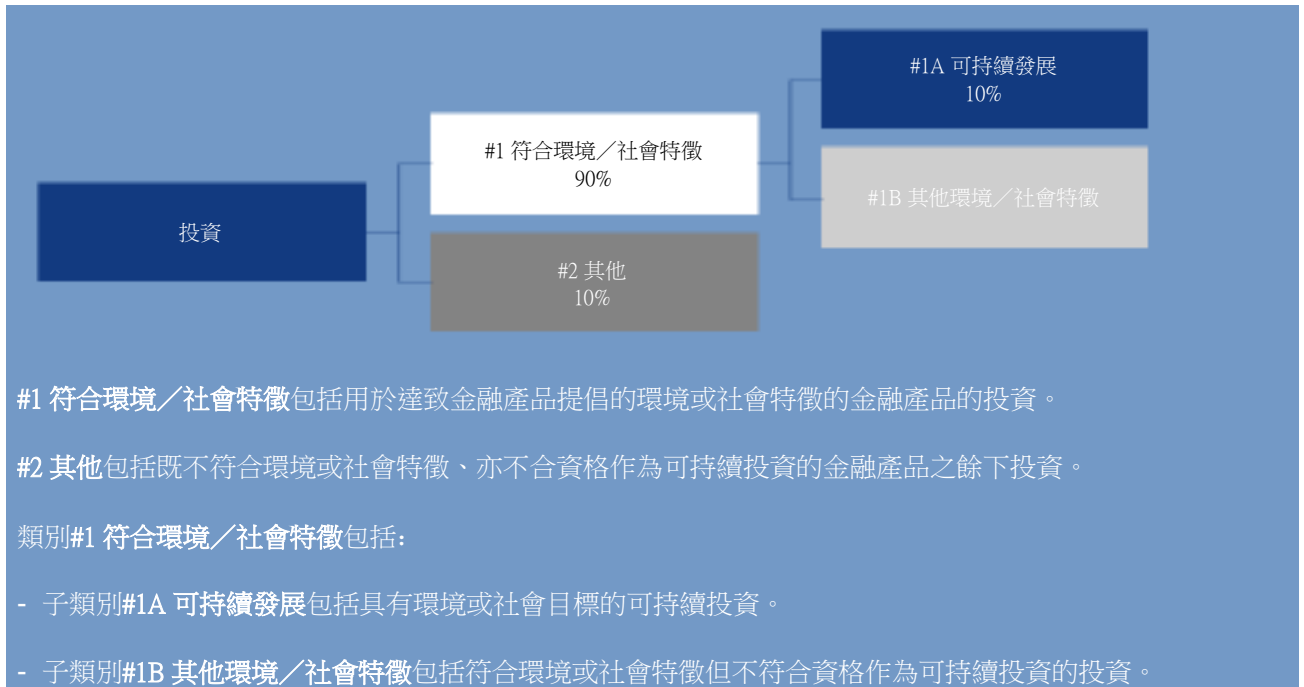 #1A 可持續發展
10%
#1 符合環境／社會特徵
90%
#1B 其他環境／社會特徵
投資
#2 其他
10%
#1 符合環境／社會特徵包括用於達致金融產品提倡的環境或社會特徵的金融產品的投資。
#2 其他包括既不符合環境或社會特徵、亦不合資格作為可持續投資的金融產品之餘下投資。
類別#1 符合環境／社會特徵包括：
- 子類別#1A 可持續發展包括具有環境或社會目標的可持續投資。
- 子類別#1B 其他環境／社會特徵包括符合環境或社會特徵但不符合資格作為可持續投資的投資。